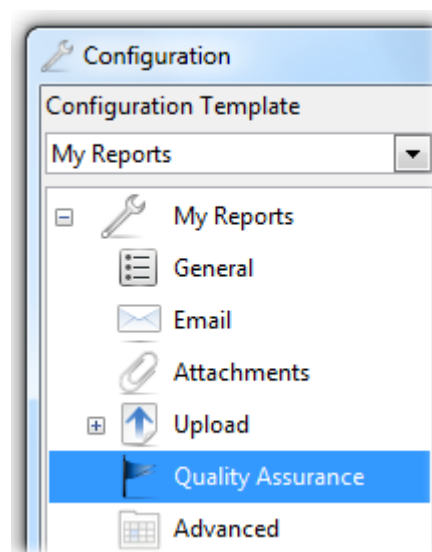 Configuration
Configuration Template
My Reports
My Reports
General
Email
Attachments
Upload
Quality Assurance
Advanced